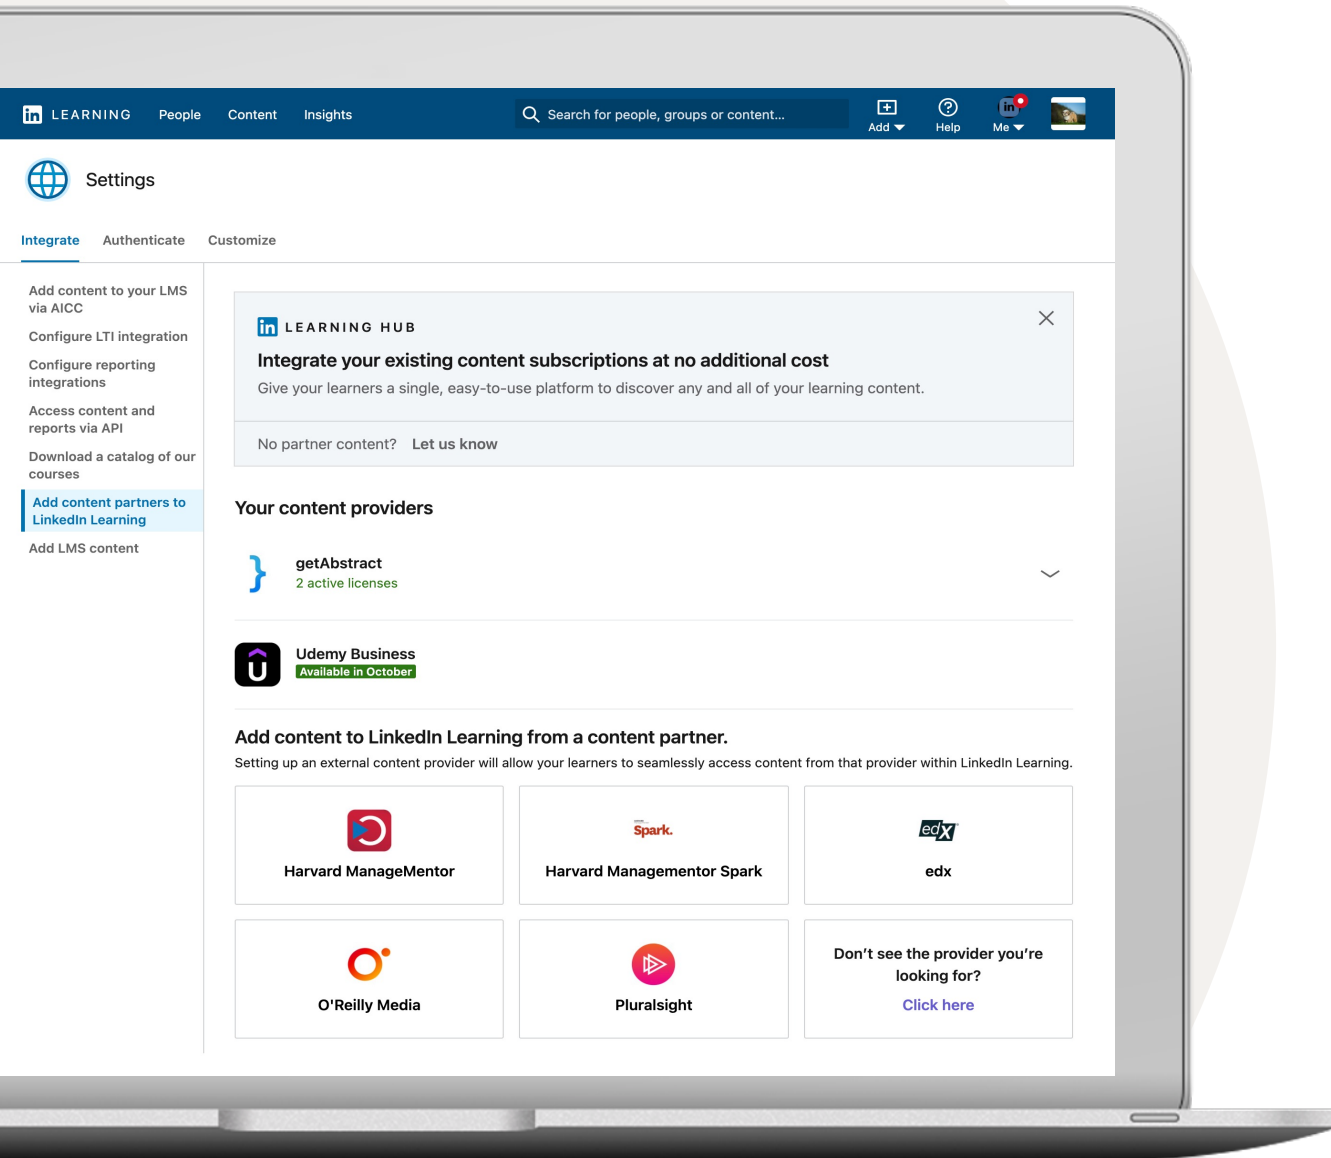 in LEARNING
People
Content
Insights
Search for people, groups or content...
Add
Help
in
Me
Settings
Integrate
Authenticate
Customize
Add content to your LMS
via AICC
Configure LTI integration
Configure reporting
integrations
Access content and
reports via API
Download a catalog of our
courses
Add content partners to
LinkedIn Learning
Add LMS content
in LEARNING HUB
Integrate your existing content subscriptions at no additional cost
Give your learners a single, easy-to-use platform to discover any and all of your learning content.
No partner content? Let us know
Your content providers
getAbstract
2 active licenses
Udemy Business
Available in October
Add content to LinkedIn Learning from a content partner.
Setting up an external content provider will allow your learners to seamlessly access content from that provider within LinkedIn Learning.
Harvard ManageMentor
Spark.
Harvard Managementor Spark
edX
edx
O'Reilly Media
Pluralsight
Don't see the provider you're
looking for?
Click here